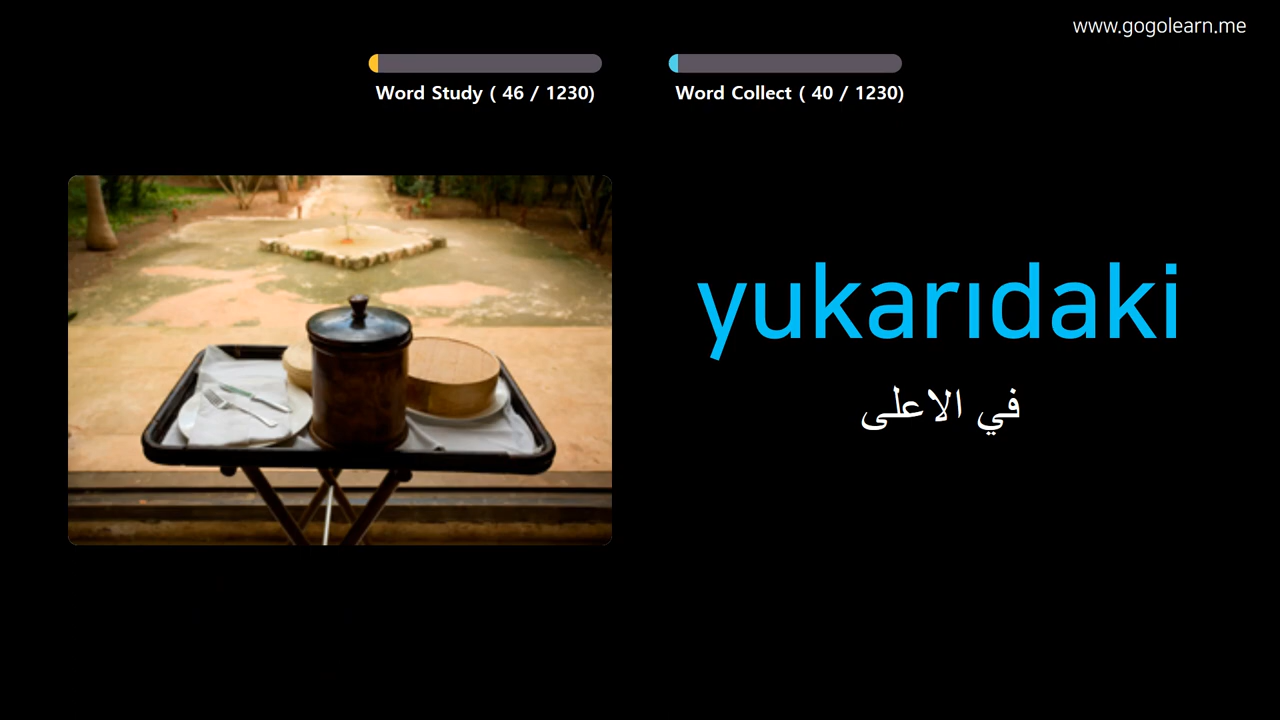 www.gogolearn.me
Word Study ( 46 / 1230)
Word Collect ( 40 / 1230)
yukarıdaki
في الاعلى